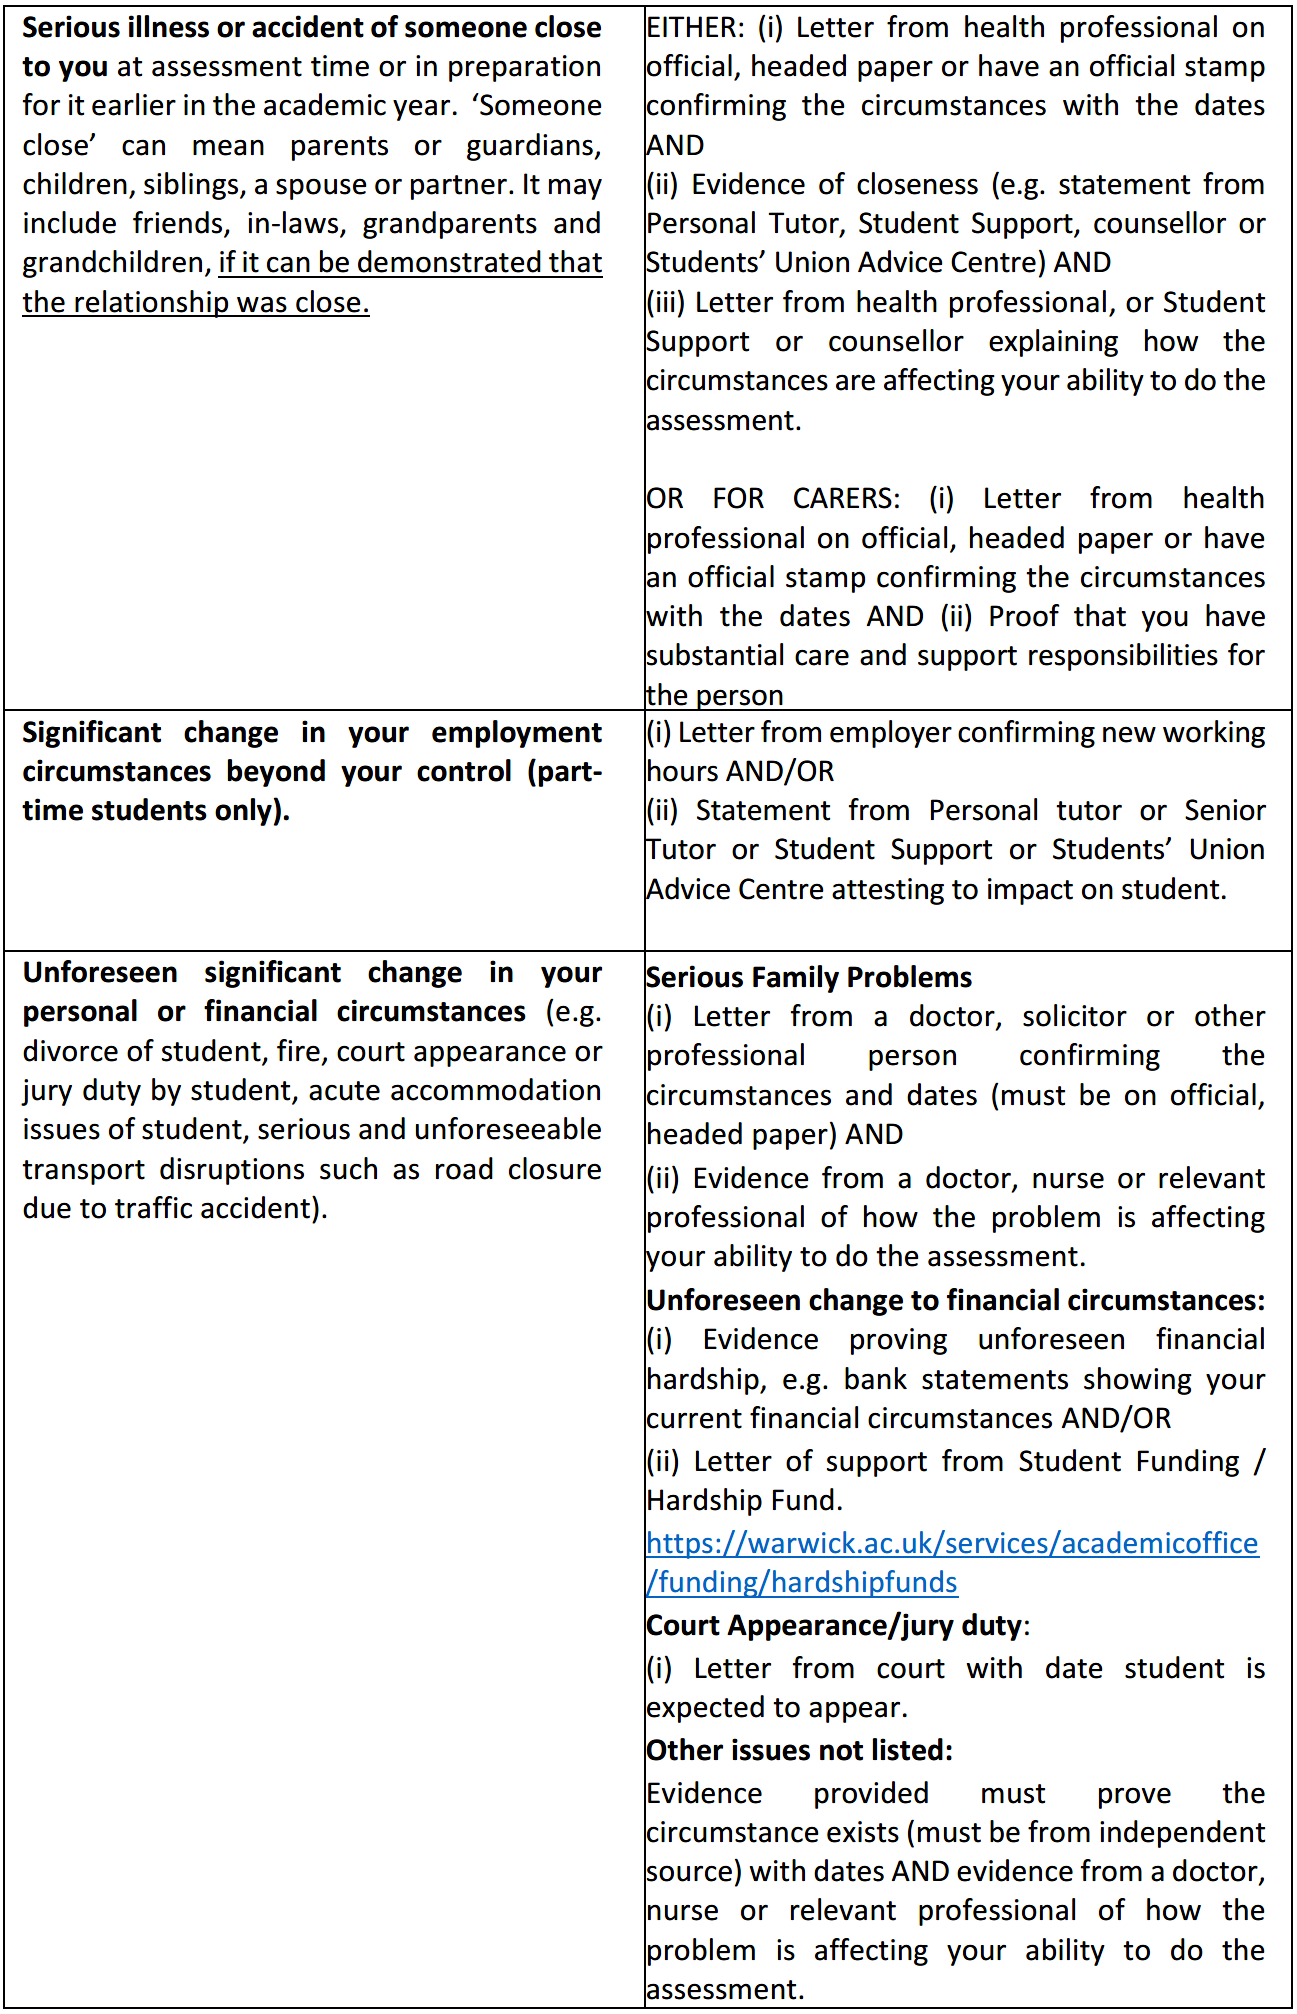 Serious illness or accident of someone close
to you at assessment time or in preparation
for it earlier in the academic year. ‘Someone
close’ can mean parents or guardians,
children, siblings, a spouse or partner. It may
include friends, in-laws, grandparents and
grandchildren, if it can be demonstrated that
the relationship was close.
EITHER: (i) Letter from health professional on
official, headed paper or have an official stamp
confirming the circumstances with the dates
AND
(ii) Evidence of closeness (e.g. statement from
Personal Tutor, Student Support, counsellor or
Students’ Union Advice Centre) AND
(iii) Letter from health professional, or Student
Support or counsellor explaining how the
circumstances are affecting your ability to do the
assessment.
OR FOR CARERS: (i) Letter from health
professional on official, headed paper or have
an official stamp confirming the circumstances
with the dates AND (ii) Proof that you have
substantial care and support responsibilities for
the person
Significant change in your employment
circumstances beyond your control (part-
time students only).
(i) Letter from employer confirming new working
hours AND/OR
(ii) Statement from Personal tutor or Senior
Tutor or Student Support or Students’ Union
Advice Centre attesting to impact on student.
Unforeseen significant change in your
personal or financial circumstances (e.g.
divorce of student, fire, court appearance or
jury duty by student, acute accommodation
issues of student, serious and unforeseeable
transport disruptions such as road closure
due to traffic accident).
Serious Family Problems
(i) Letter from a doctor, solicitor or other
professional person confirming the
circumstances and dates (must be on official,
headed paper) AND
(ii) Evidence from a doctor, nurse or relevant
professional of how the problem is affecting
your ability to do the assessment.
Unforeseen change to financial circumstances:
(i) Evidence proving unforeseen financial
hardship, e.g. bank statements showing your
current financial circumstances AND/OR
(ii) Letter of support from Student Funding /
Hardship Fund.
https://warwick.ac.uk/services/academicoffice
/funding/hardshipfunds
Court Appearance/jury duty:
(i) Letter from court with date student is
expected to appear.
Other issues not listed:
Evidence provided must prove the
circumstance exists (must be from independent
source) with dates AND evidence from a doctor,
nurse or relevant professional of how the
problem is affecting your ability to do the
assessment.